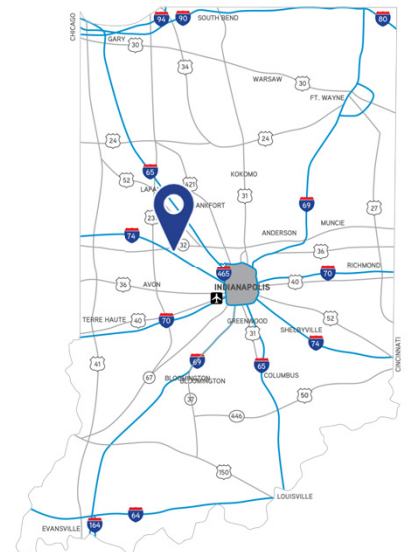 CHICAGO
94
90
SOUTH BEND
80
GARY
30
34
WARSAW
30
FT. WAYNE
24
24
65
52
421
KOKOMO
31
LAFA
ANKFORT
69
27
23
74
32
ANDERSON
MUNCIE
36
465
70
RICHMOND
36
AVON
INDIANAPOLIS
40
TERRE HAUTE
40
70
GREENWOOD
52
31
SHELBYVILLE
74
CINCINNATI
41
69
65
COLUMBUS
67
BLOOMINGTON
BLOOMINGTON
37
50
446
150
LOUISVILLE
64
EVANSVILLE
164